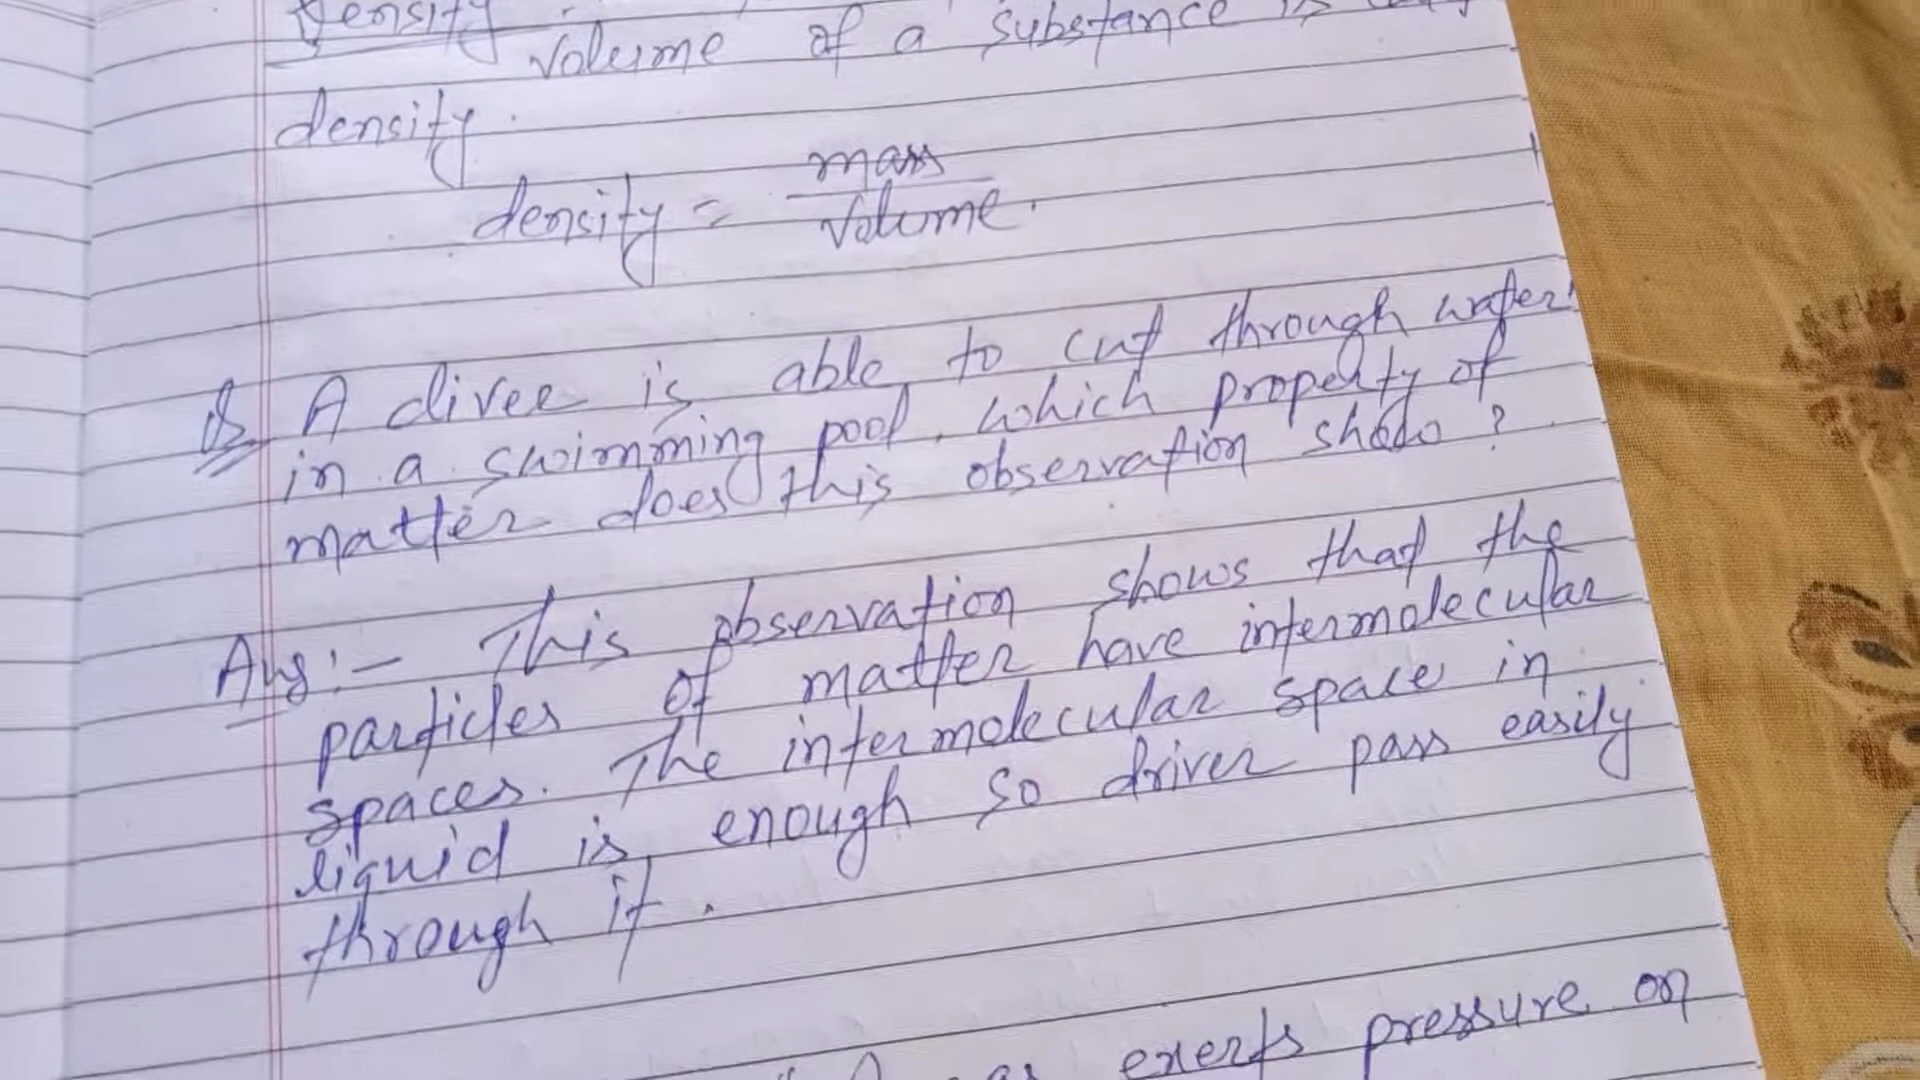 Density
volume of a substance is
density.
density = mass
volume.
Q. A diver is able to cut through water
in a swimming pool, which property of
matter does this observation show ?
Ans :- This observation shows that the
particles of matter have intermolecular
spaces. The intermolecular space in
liquid is enough so driver pass easily
through it.
exerts pressure on